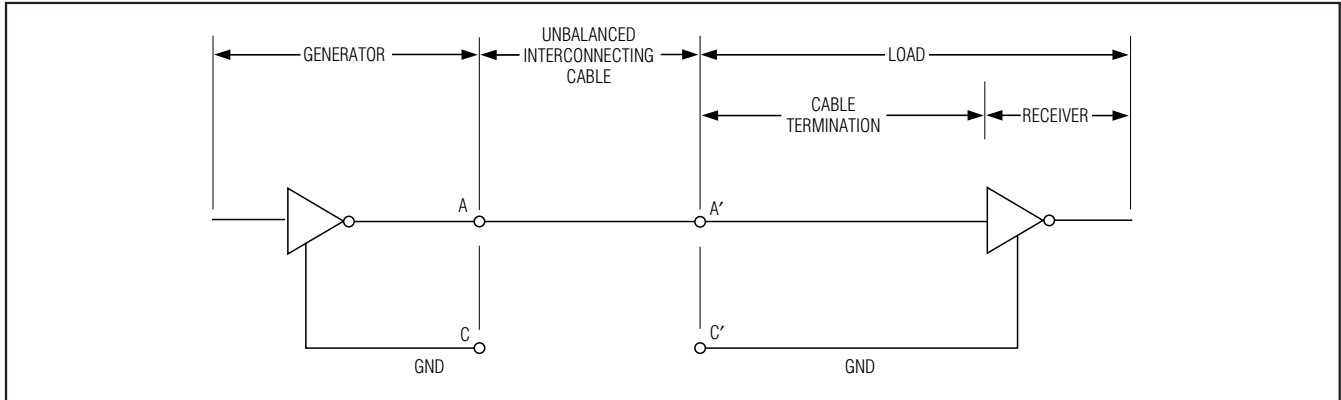 UNBALANCED
INTERCONNECTING
CABLE
GENERATOR
LOAD
CABLE
TERMINATION
RECEIVER
A
A′
C
C′
GND
GND